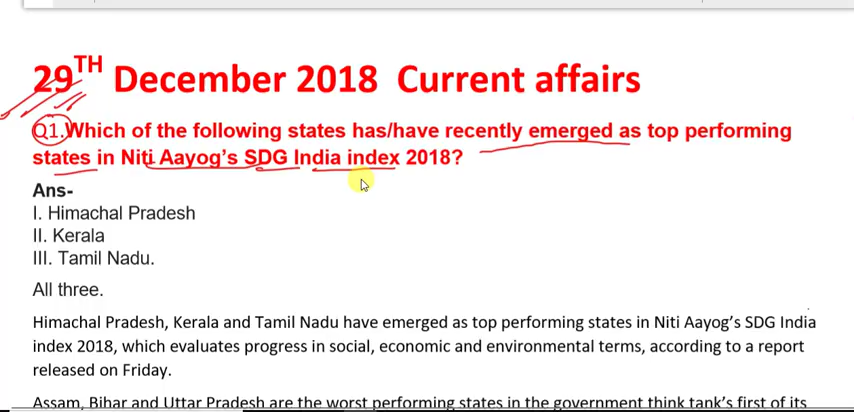 29TH December 2018 Current affairs
Q1.Which of the following states has/have recently emerged as top performing
states in Niti Aayog's SDG India index 2018?
Ans-
I. Himachal Pradesh
II. Kerala
III. Tamil Nadu.
All three.
Himachal Pradesh, Kerala and Tamil Nadu have emerged as top performing states in Niti Aayog's SDG India
index 2018, which evaluates progress in social, economic and environmental terms, according to a report
released on Friday.
Assam, Bihar and Uttar Pradesh are the worst performing states in the government think tank's first of its